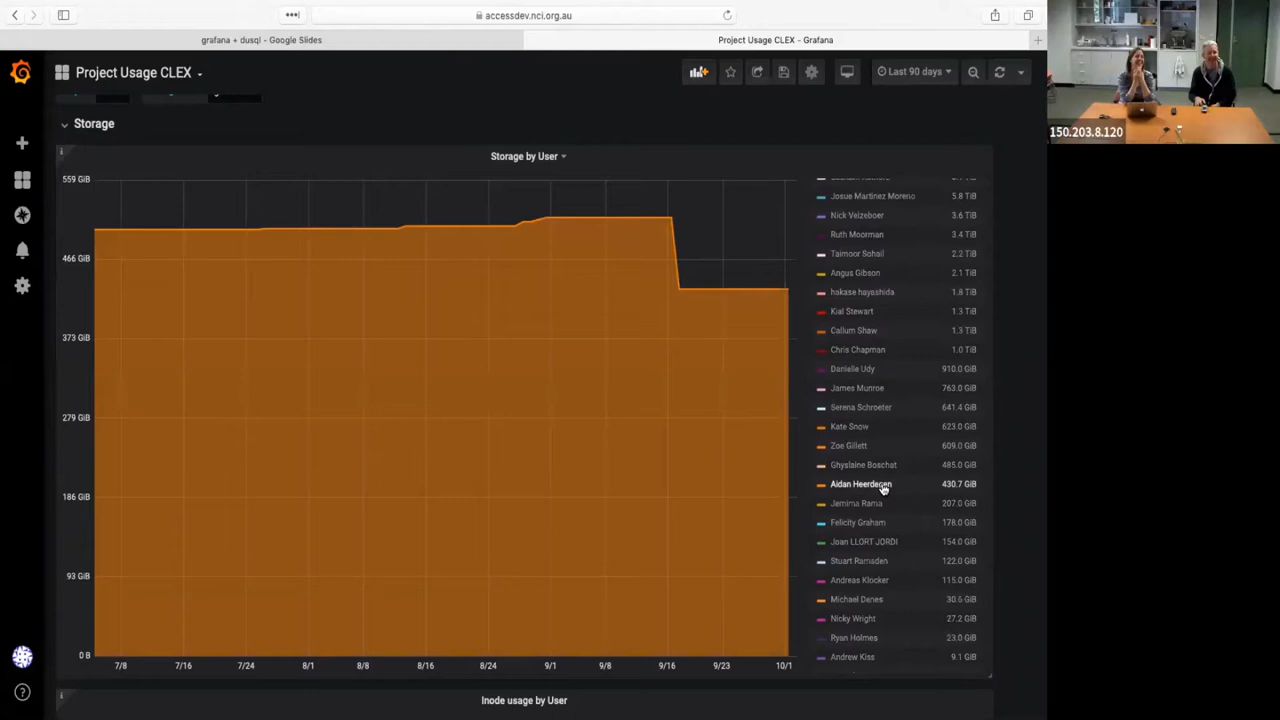 accessdev.nci.org.au
grafana + dusql - Google Slides
Project Usage CLEX - Grafana
Project Usage CLEX
Last 90 days
150.203.8.120
Storage
Storage by User
559 GiB
466 GiB
373 GiB
279 GiB
186 GiB
93 GiB
0 B
7/8 7/16 7/24 8/1 8/8 8/16 8/24 9/1 9/8 9/16 9/23 10/1
Josue Martinez Moreno 5.8 TiB
Nick Velzeboer 3.6 TiB
Ruth Moorman 3.4 TiB
Taimoor Sohail 2.2 TiB
Angus Gibson 2.1 TiB
hakase hayashida 1.8 TiB
Kial Stewart 1.3 TiB
Callum Shaw 1.3 TiB
Chris Chapman 1.0 TiB
Danielle Udy 910.0 GiB
James Munroe 763.0 GiB
Serena Schroeter 641.4 GiB
Kate Snow 623.0 GiB
Zoe Gillett 609.0 GiB
Ghyslaine Boschat 485.0 GiB
Aidan Heerdegen 430.7 GiB
Jemima Rama 207.0 GiB
Felicity Graham 178.0 GiB
Joan LLORT JORDI 154.0 GiB
Stuart Ramsden 122.0 GiB
Andreas Klocker 115.0 GiB
Michael Denes 30.6 GiB
Nicky Wright 27.2 GiB
Ryan Holmes 23.0 GiB
Andrew Kiss 9.1 GiB
Inode usage by User